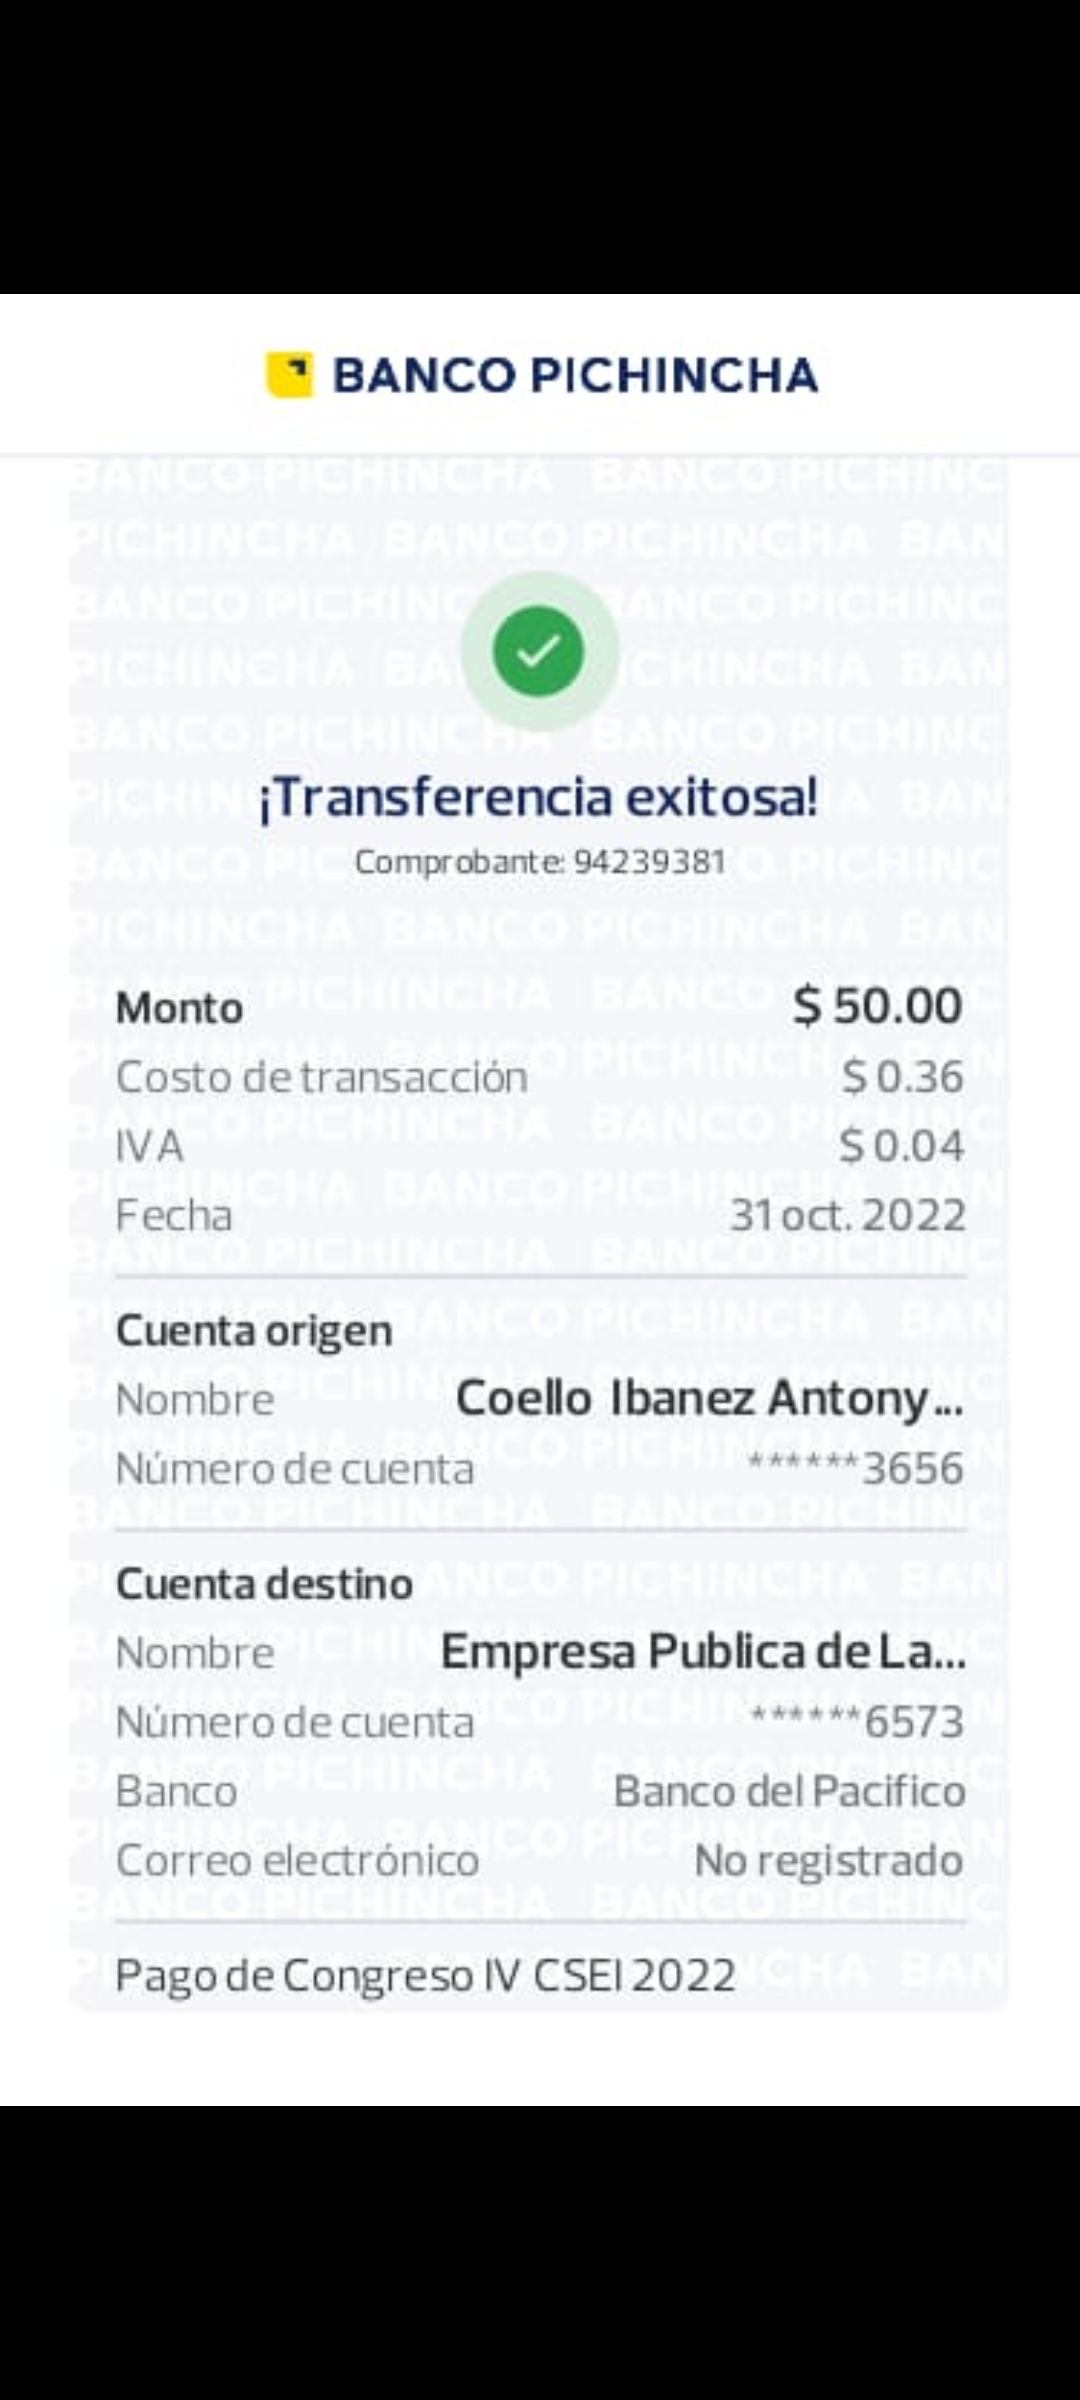 BANCO PICHINCHA
¡Transferencia exitosa!
Comprobante: 94239381
Monto $ 50.00
Costo de transacción $ 0.36
IVA $ 0.04
Fecha 31 oct. 2022
Cuenta origen
Nombre Coello Ibanez Antony...
Número de cuenta ******3656
Cuenta destino
Nombre Empresa Publica de La...
Número de cuenta ******6573
Banco Banco del Pacifico
Correo electrónico No registrado
Pago de Congreso IV CSEI 2022